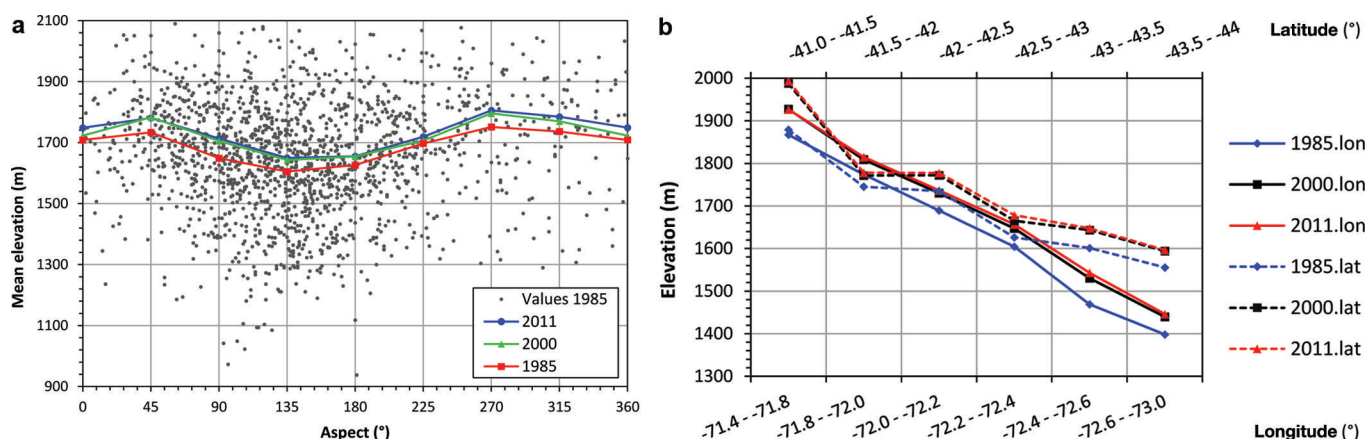 a
2100
1900
1700
1500
1300
1100
900
Mean elevation (m)
0 45 90 135 180 225 270 315 360
Aspect (°)
Values 1985
2011
2000
1985
b
-41.0 – -41.5
-41.5 – -42
-42 – -42.5
-42.5 – -43
-43 – -43.5
-43.5 – -44
Latitude (°)
2000
1900
1800
1700
1600
1500
1400
1300
Elevation (m)
-71.4 – -71.8
-71.8 – -72.0
-72.0 – -72.2
-72.2 – -72.4
-72.4 – -72.6
-72.6 – -73.0
Longitude (°)
1985.lon
2000.lon
2011.lon
1985.lat
2000.lat
2011.lat